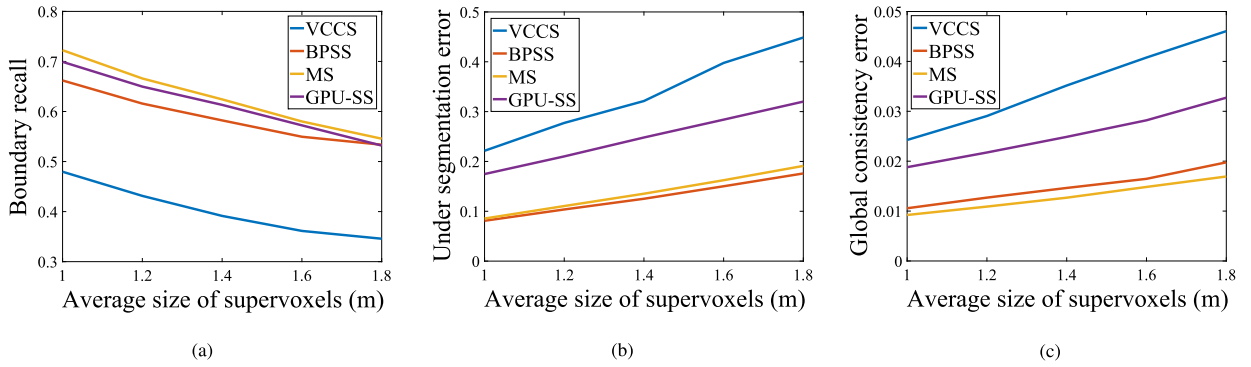 0.8
0.7
0.6
0.5
0.4
0.3
1
1.2
1.4
1.6
1.8
Boundary recall
VCCS
BPSS
MS
GPU-SS
Average size of supervoxels (m)
(a)
0.5
0.4
0.3
0.2
0.1
0
1
1.2
1.4
1.6
1.8
Under segmentation error
VCCS
BPSS
MS
GPU-SS
Average size of supervoxels (m)
(b)
0.05
0.04
0.03
0.02
0.01
0
1
1.2
1.4
1.6
1.8
Global consistency error
VCCS
BPSS
MS
GPU-SS
Average size of supervoxels (m)
(c)